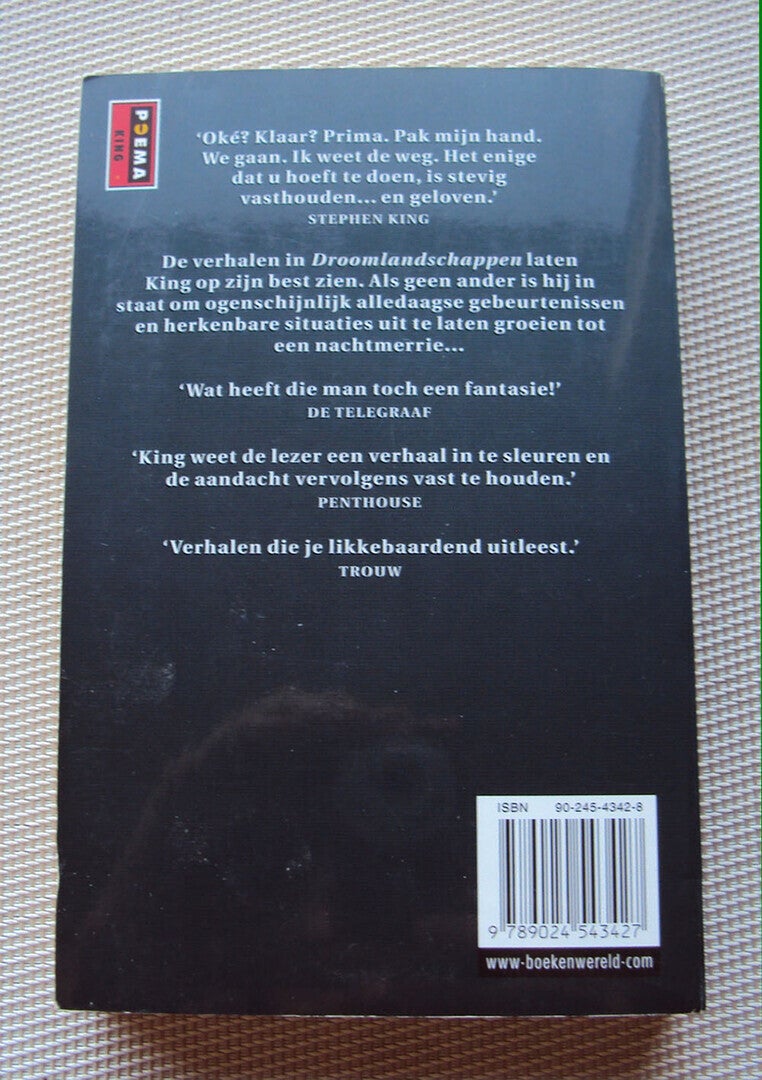 POEMA
KING
‘Oké? Klaar? Prima. Pak mijn hand.
We gaan. Ik weet de weg. Het enige
dat u hoeft te doen, is stevig
vasthouden... en geloven.’
STEPHEN KING
De verhalen in Droomlandschappen laten
King op zijn best zien. Als geen ander is hij in
staat om ogenschijnlijk alledaagse gebeurtenissen
en herkenbare situaties uit te laten groeien tot
een nachtmerrie...
‘Wat heeft die man toch een fantasie!’
DE TELEGRAAF
‘King weet de lezer een verhaal in te sleuren en
de aandacht vervolgens vast te houden.’
PENTHOUSE
‘Verhalen die je likkebaardend uitleest.’
TROUW
ISBN 90-245-4342-8
9 789024 543427
www-boekenwereld-com